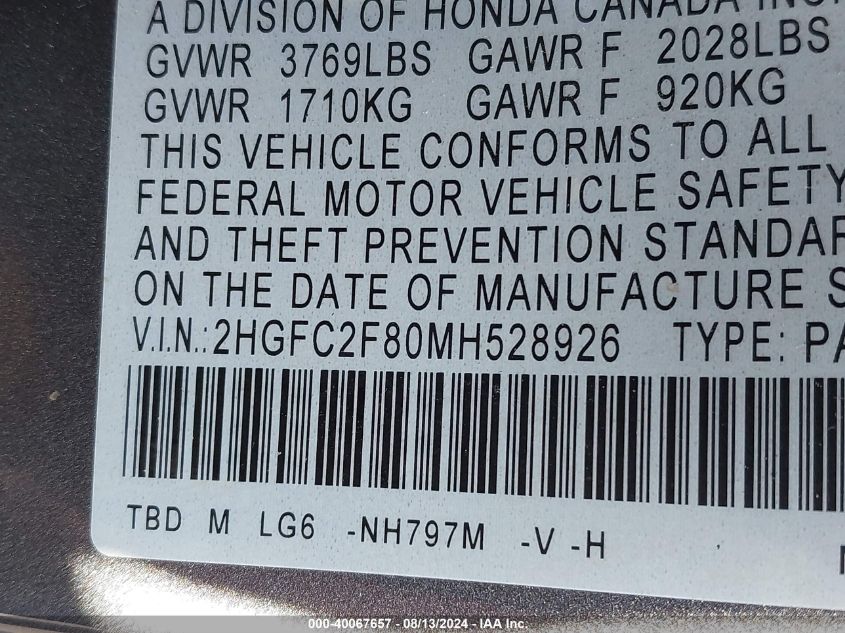 A DIVISION OF HONDA CANADA INC.
GVWR 3769LBS GAWR F 2028LBS
GVWR 1710KG GAWR F 920KG
THIS VEHICLE CONFORMS TO ALL
FEDERAL MOTOR VEHICLE SAFETY
AND THEFT PREVENTION STANDAR
ON THE DATE OF MANUFACTURE S
V.I.N.: 2HGFC2F80MH528926 TYPE: PA
TBD M LG6 -NH797M -V -H
000-40067657 - 08/13/2024 - IAA Inc.